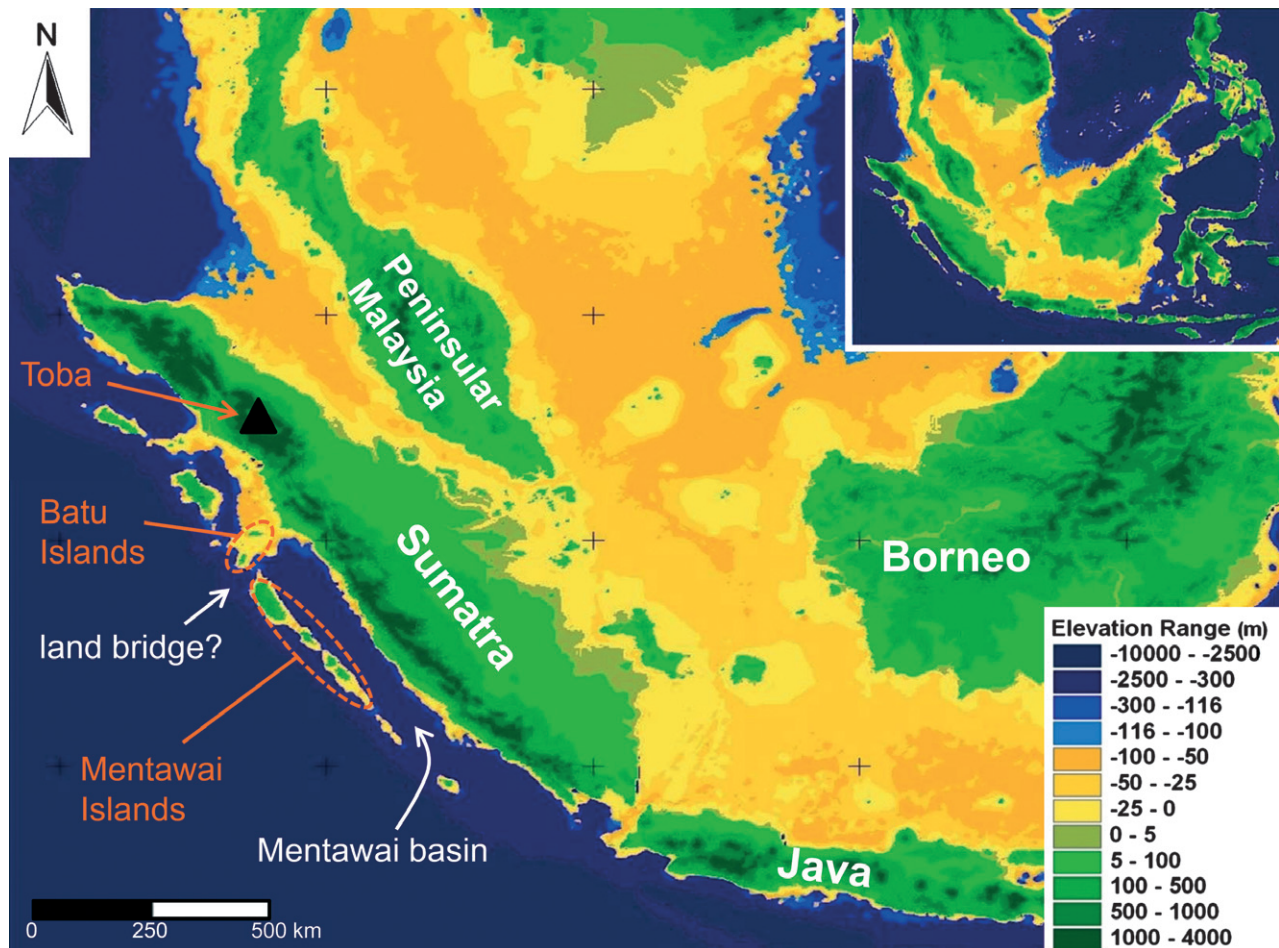 N
Peninsular
Malaysia
Toba
Batu
Islands
Sumatra
Borneo
land bridge?
Mentawai
Islands
Mentawai basin
Java
0 250 500 km
Elevation Range (m)
-10000 - -2500
-2500 - -300
-300 - -116
-116 - -100
-100 - -50
-50 - -25
-25 - 0
0 - 5
5 - 100
100 - 500
500 - 1000
1000 - 4000